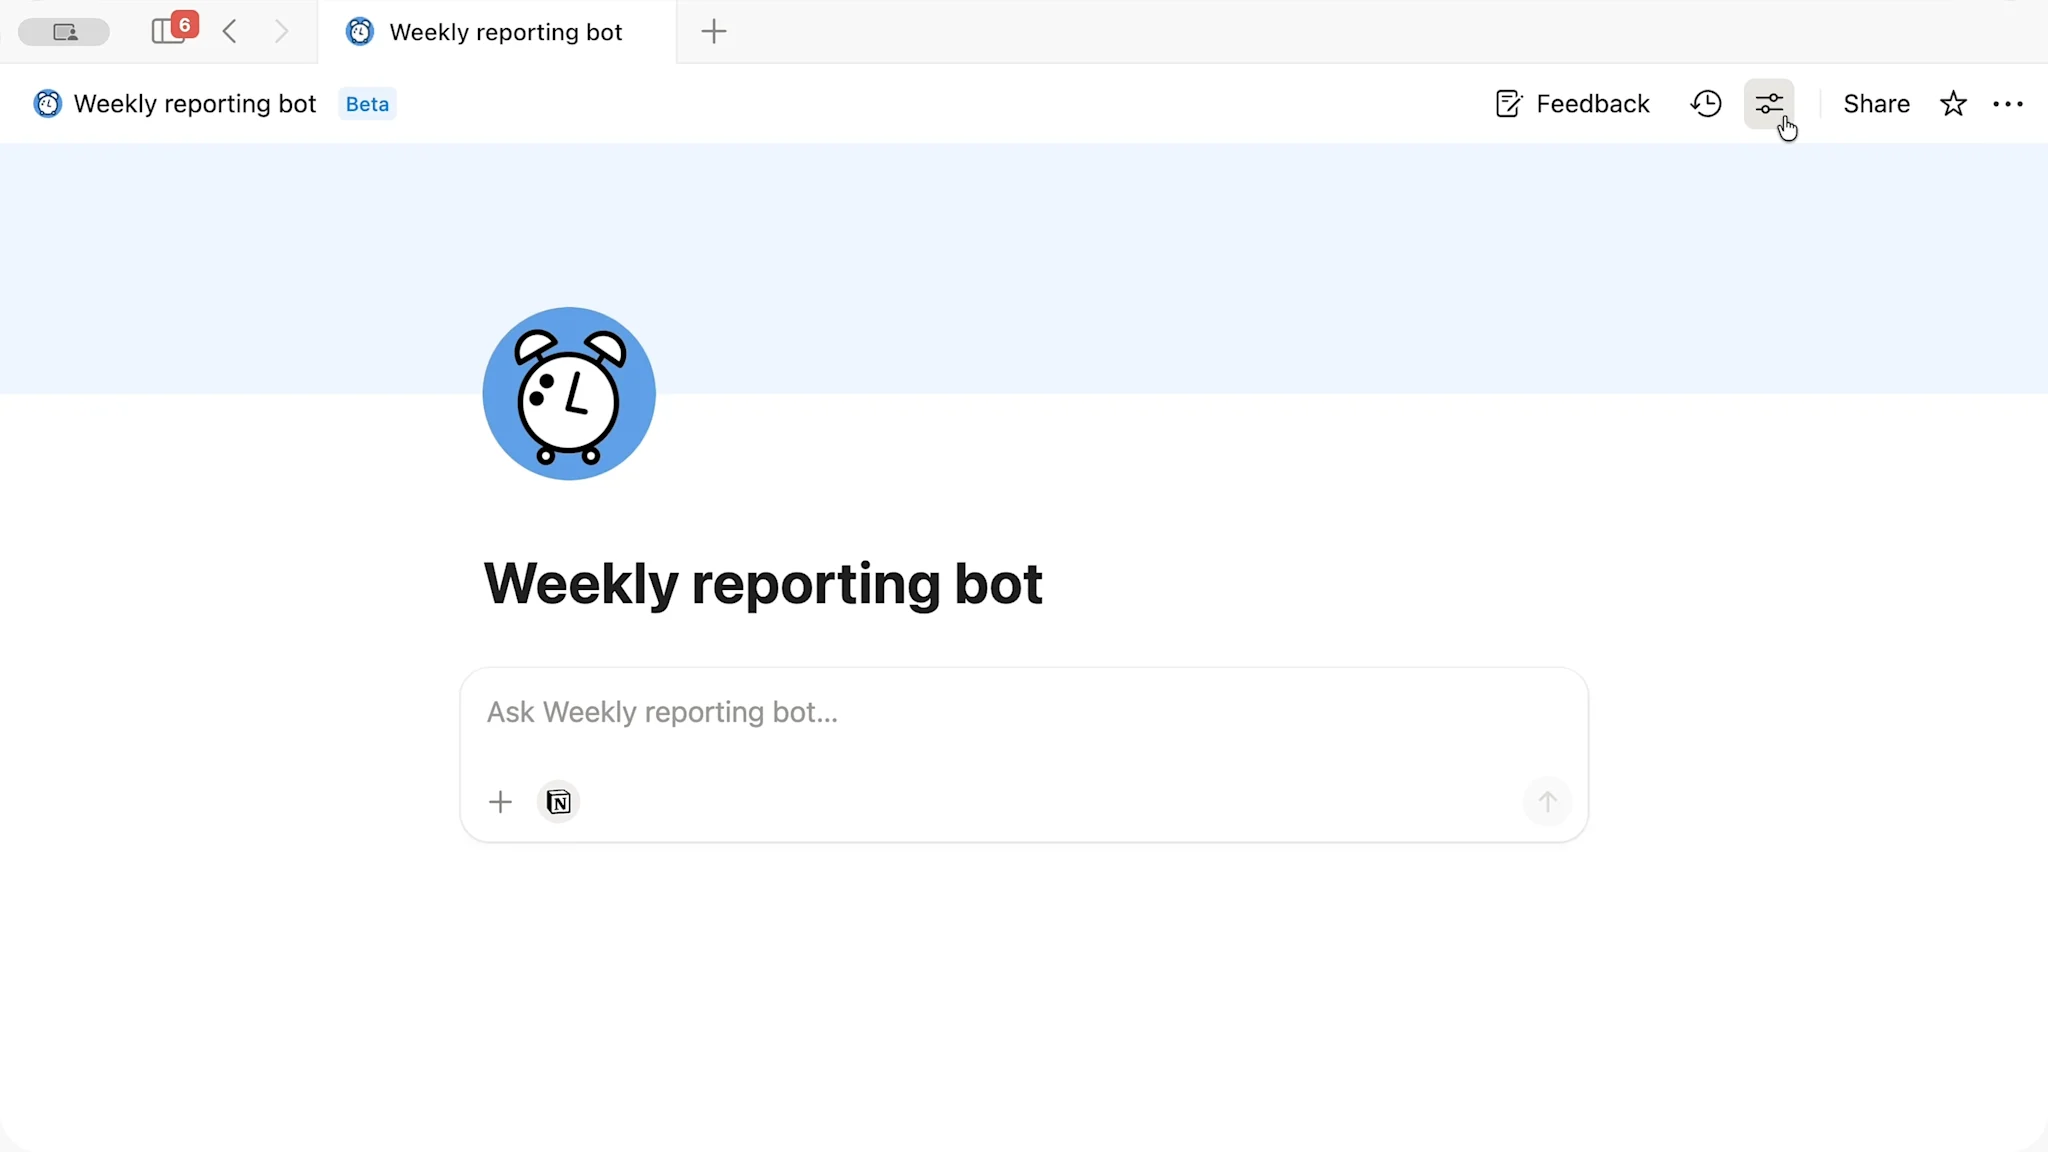 6
Weekly reporting bot
Weekly reporting bot Beta Feedback Share
Weekly reporting bot
Ask Weekly reporting bot...
N